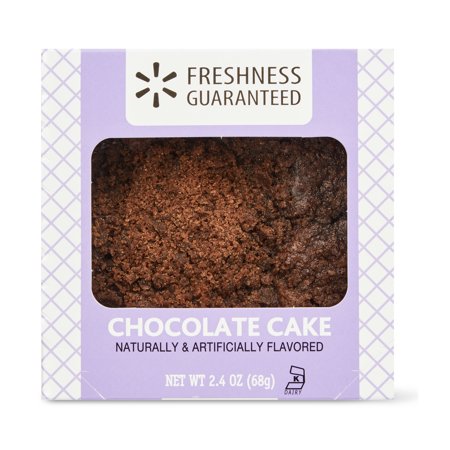 FRESHNESS
GUARANTEED
CHOCOLATE CAKE
NATURALLY & ARTIFICIALLY FLAVORED
NET WT 2.4 OZ (68g)
K
DAIRY